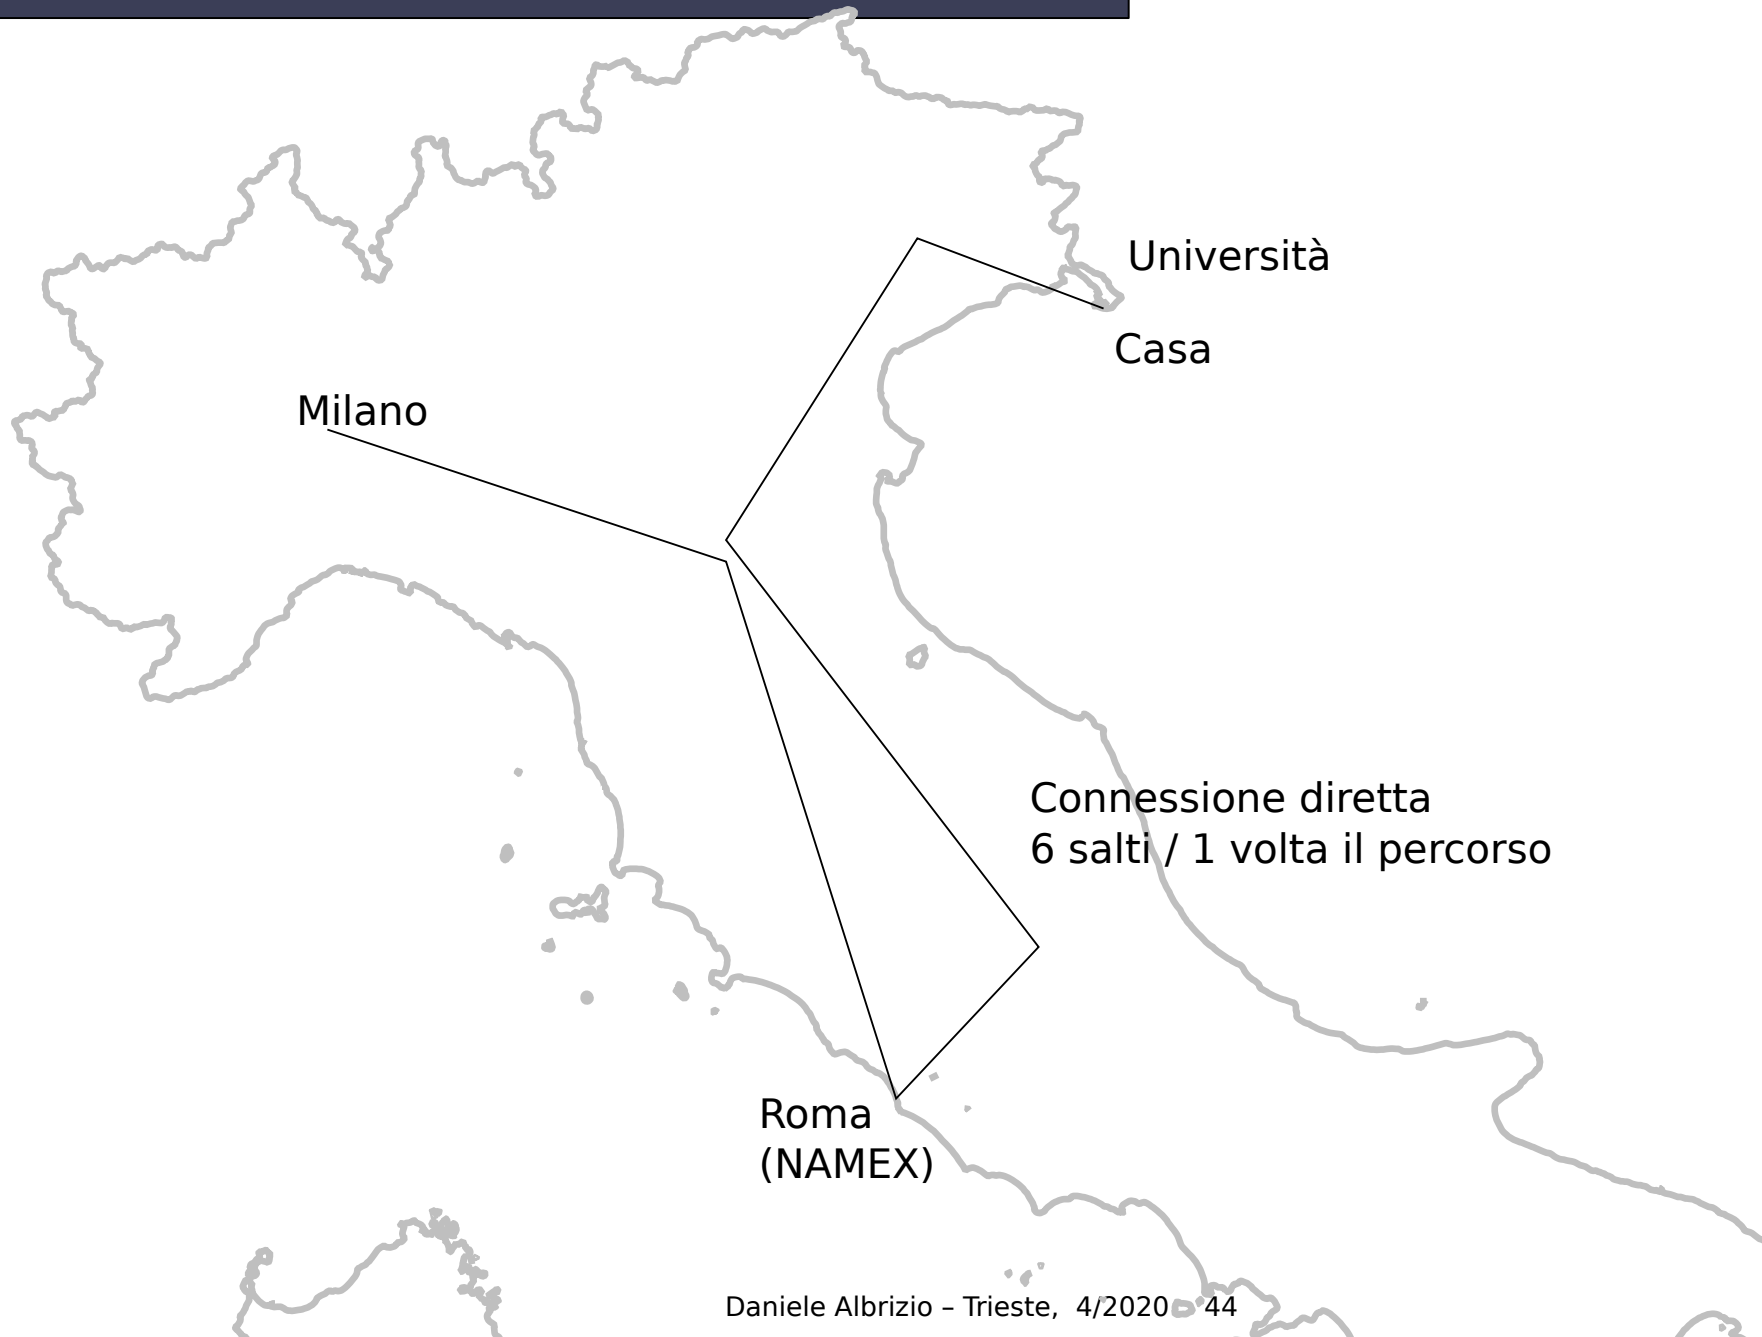 Università
Casa
Milano
Connessione diretta
6 salti / 1 volta il percorso
Roma
(NAMEX)
Daniele Albrizio – Trieste, 4/2020 44